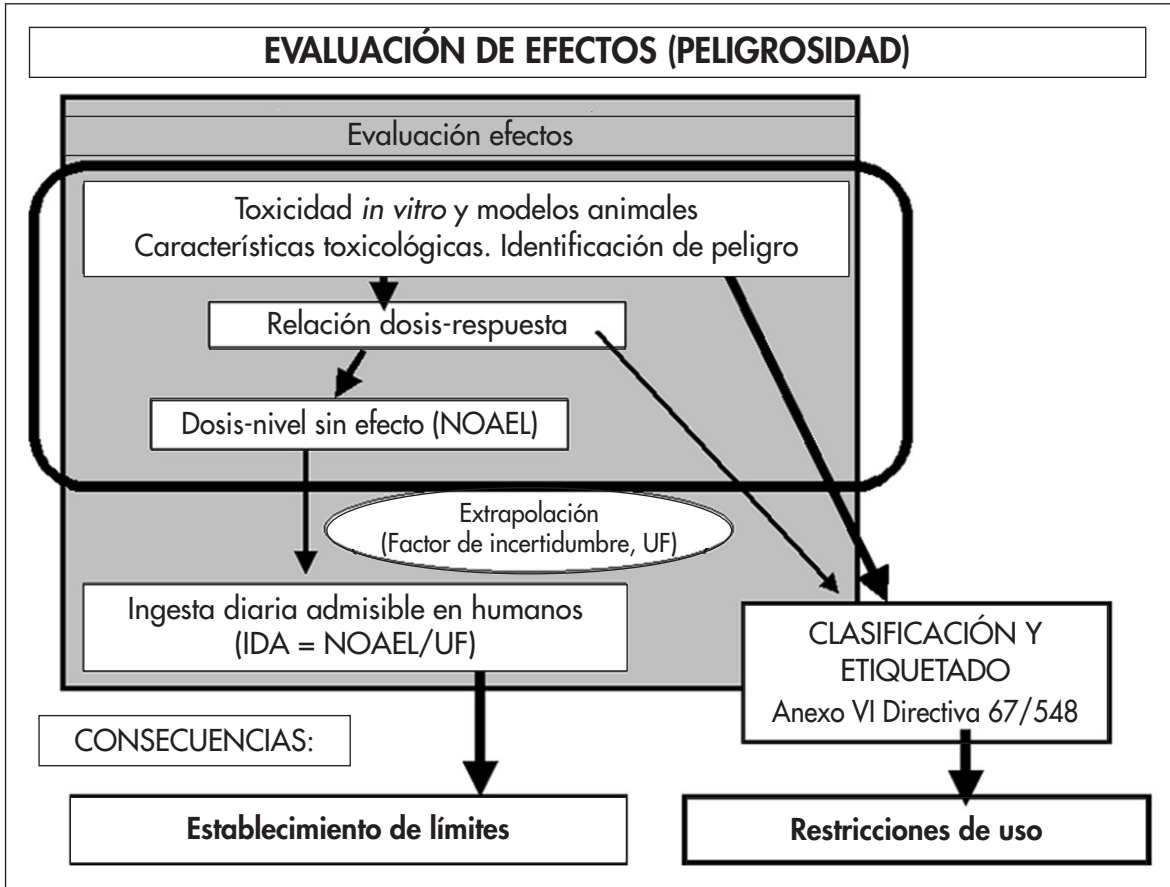 EVALUACIÓN DE EFECTOS (PELIGROSIDAD)
Evaluación efectos
Toxicidad in vitro y modelos animales
Características toxicológicas. Identificación de peligro
Relación dosis-respuesta
Dosis-nivel sin efecto (NOAEL)
Extrapolación
(Factor de incertidumbre, UF)
Ingesta diaria admisible en humanos
(IDA = NOAEL/UF)
CLASIFICACIÓN Y
ETIQUETADO
Anexo VI Directiva 67/548
CONSECUENCIAS:
Establecimiento de límites
Restricciones de uso